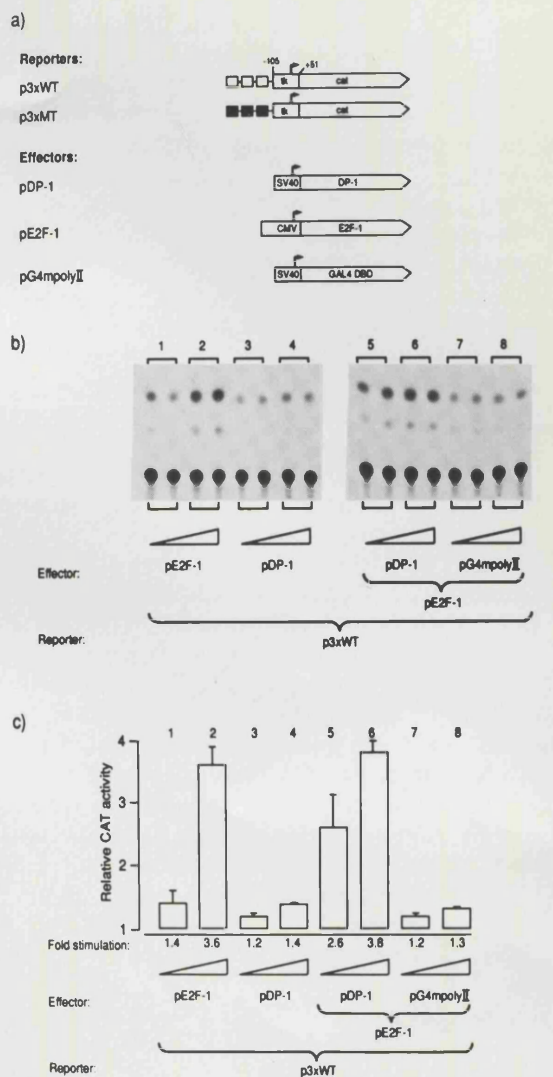 a)
Reporters:
-105 +51
p3xWT tk cat
p3xMT tk cat
Effectors:
pDP-1 SV40 DP-1
pE2F-1 CMV E2F-1
pG4mpolyII SV40 GAL4 DBD
b)
1 2 3 4 5 6 7 8
Effector: pE2F-1 pDP-1 pDP-1 pG4mpolyII
pE2F-1
Reporter: p3xWT
c)
1 2 3 4 5 6 7 8
Relative CAT activity
4
3
2
1
Fold stimulation: 1.4 3.6 1.2 1.4 2.6 3.8 1.2 1.3
Effector: pE2F-1 pDP-1 pDP-1 pG4mpolyII
pE2F-1
Reporter: p3xWT